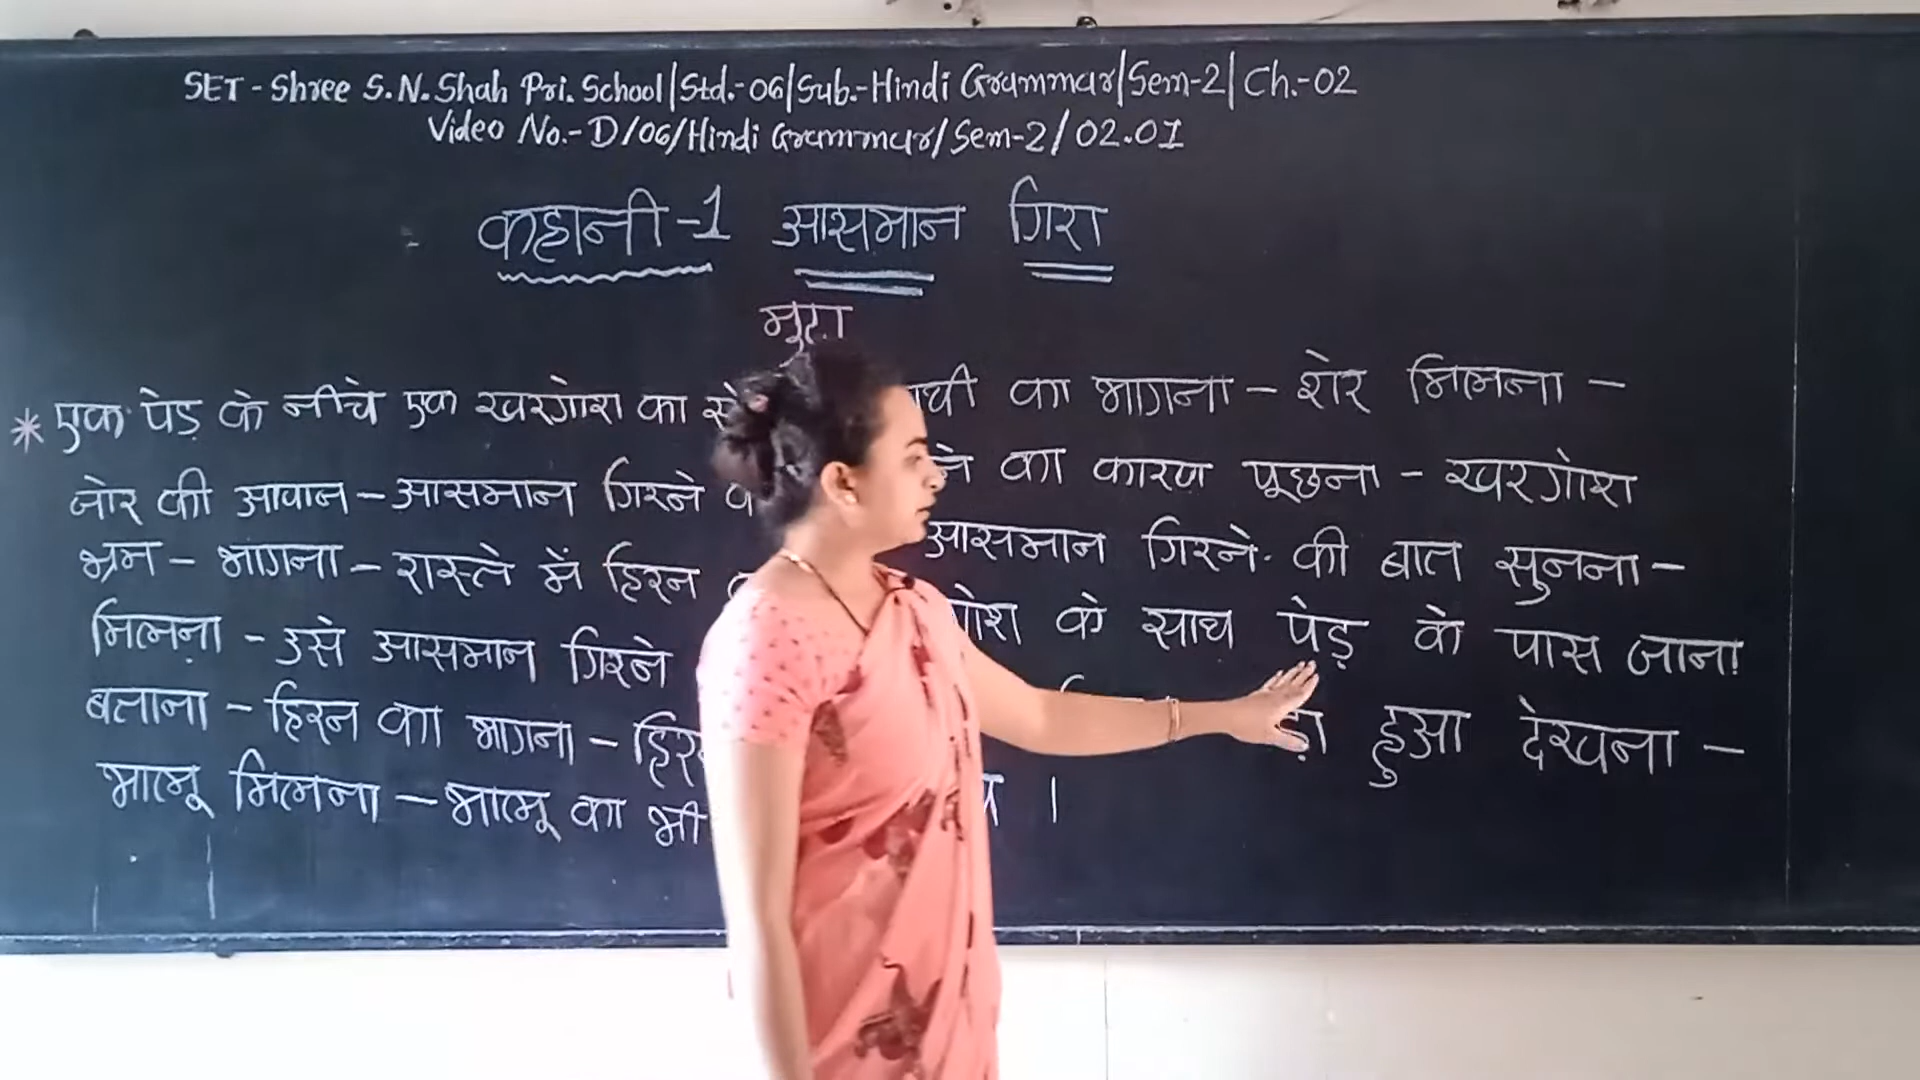 SET - Shree S.N. Shah Pri. School|Std.-06|Sub.-Hindi Grammar|Sem-2|Ch.-02
Video No.- D/06/Hindi Grammar/Sem-2/02.01
कहानी -1 आसमान गिरा
मुद्दा
* एक पेड़ के नीचे एक खरगोश का
जोर की आवाज - आसमान गिरने
भ्रम - भागना - रास्ते में हिरन
मिलना - उसे आसमान गिरने
बताना - हिरन का भागना -
भालू मिलना - भालू का भी
का भागना - शेर मिलना -
का कारण पूछना - खरगोश
आसमान गिरने की बात सुनना -
के साथ पेड़ के पास जाना
हुआ देखना -
।